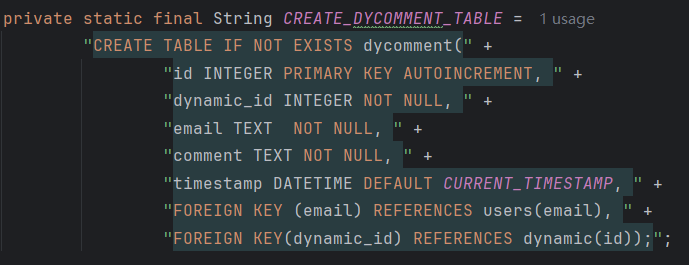 private static final String CREATE_DYCOMMENT_TABLE = 1 usage
"CREATE TABLE IF NOT EXISTS dycomment(" +
"id INTEGER PRIMARY KEY AUTOINCREMENT, " +
"dynamic_id INTEGER NOT NULL, " +
"email TEXT  NOT NULL, " +
"comment TEXT NOT NULL, " +
"timestamp DATETIME DEFAULT CURRENT_TIMESTAMP, " +
"FOREIGN KEY (email) REFERENCES users(email), " +
"FOREIGN KEY(dynamic_id) REFERENCES dynamic(id));";